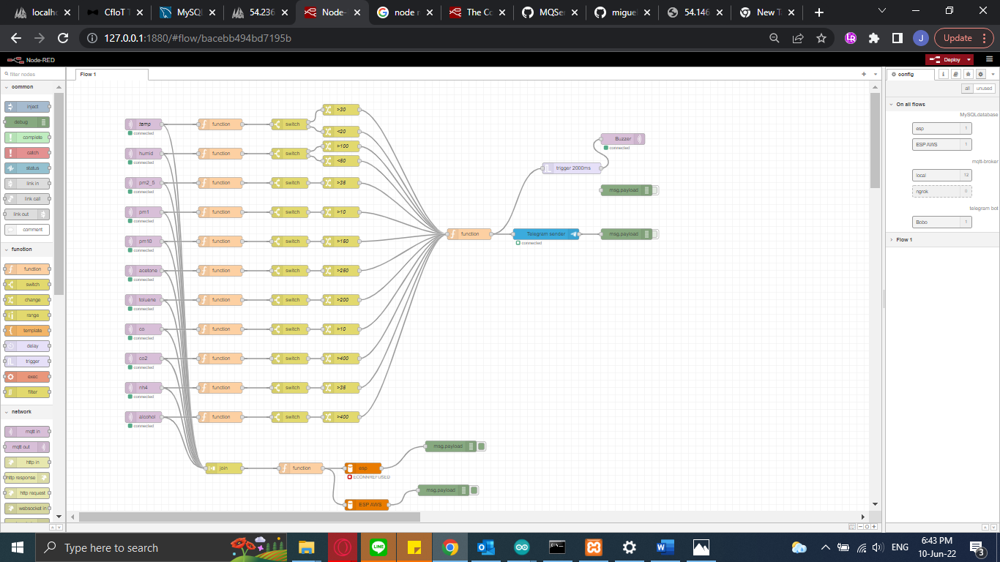 localhc
CfIoT T
MySQL
54.236
Node-
node r
The Co
MQSer
migue
54.146
New Ta
127.0.0.1:1880/#flow/bacebb494bd7195b
J
Update
Node-RED
Deploy
filter nodes
Flow 1
config
common
all
unused
inject
debug
complete
catch
status
link in
link call
link out
comment
function
function
switch
change
range
template
delay
trigger
exec
filter
network
mqtt in
mqtt out
http in
http response
http request
websocket in
temp
connected
function
switch
>30
<20
humid
connected
function
switch
>100
<60
pm2_5
connected
function
switch
>35
pm1
connected
function
switch
>10
pm10
connected
function
switch
>150
acetone
connected
function
switch
>250
toluene
connected
function
switch
>200
co
connected
function
switch
>10
co2
connected
function
switch
>400
nh4
connected
function
switch
>35
alcohol
connected
function
switch
>400
join
function
esp
ECONNREFUSED
msg.payload
ESP AWS
msg.payload
function
Buzzer
connected
trigger 2000ms
msg.payload
Telegram sender
connected
msg.payload
On all flows
MySQLdatabase
esp 1
ESP AWS 1
mqtt-broker
local 12
ngrok 0
telegram bot
Bobo 1
Flow 1
Type here to search
ENG
6:43 PM
10-Jun-22
3